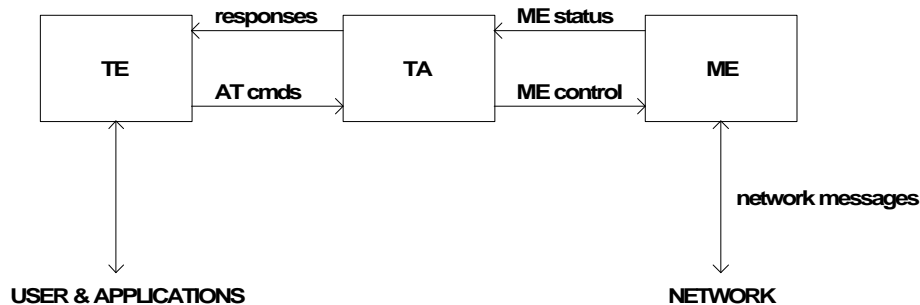 responses
ME status
TE
TA
ME
AT cmds
ME control
network messages
USER & APPLICATIONS
NETWORK